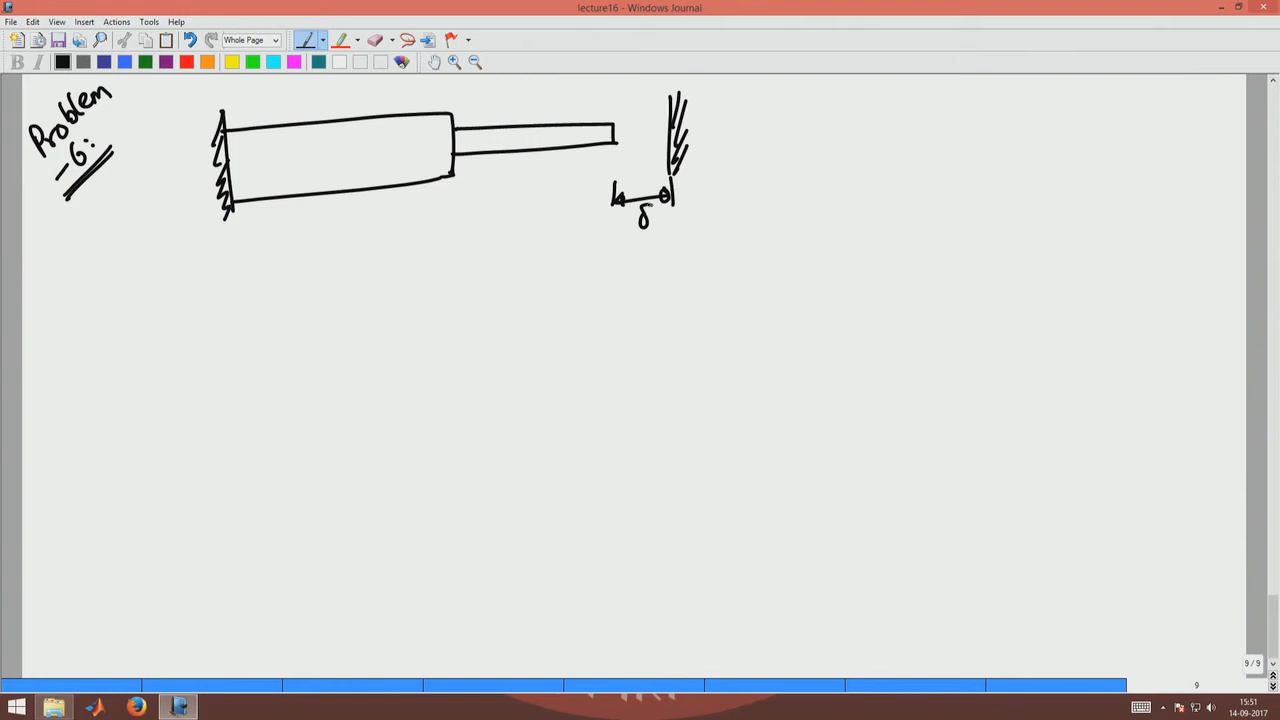 lecture16 - Windows Journal
File Edit View Insert Actions Tools Help
Whole Page
B I
Problem
-6:
δ
9 / 9
9
15:51
14-09-2017